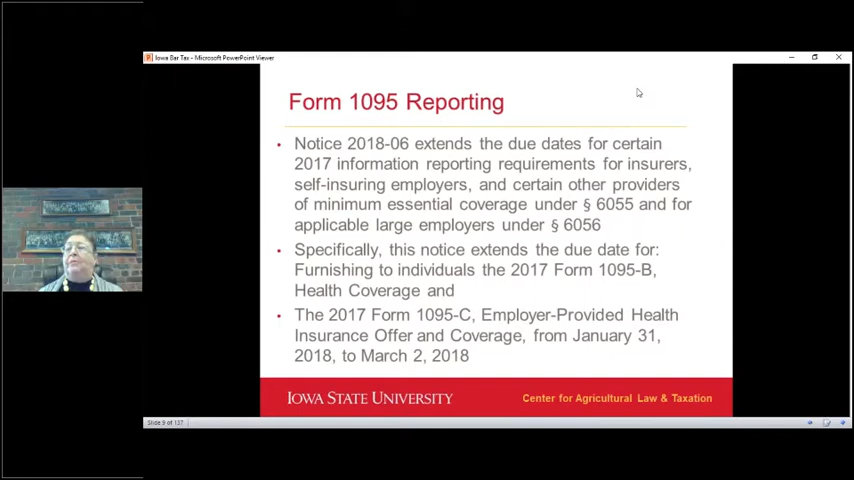 Iowa Bar Tax - Microsoft PowerPoint Viewer
Form 1095 Reporting
• Notice 2018-06 extends the due dates for certain
2017 information reporting requirements for insurers,
self-insuring employers, and certain other providers
of minimum essential coverage under § 6055 and for
applicable large employers under § 6056
• Specifically, this notice extends the due date for:
Furnishing to individuals the 2017 Form 1095-B,
Health Coverage and
• The 2017 Form 1095-C, Employer-Provided Health
Insurance Offer and Coverage, from January 31,
2018, to March 2, 2018
IOWA STATE UNIVERSITY
Center for Agricultural Law & Taxation
Slide 9 of 137